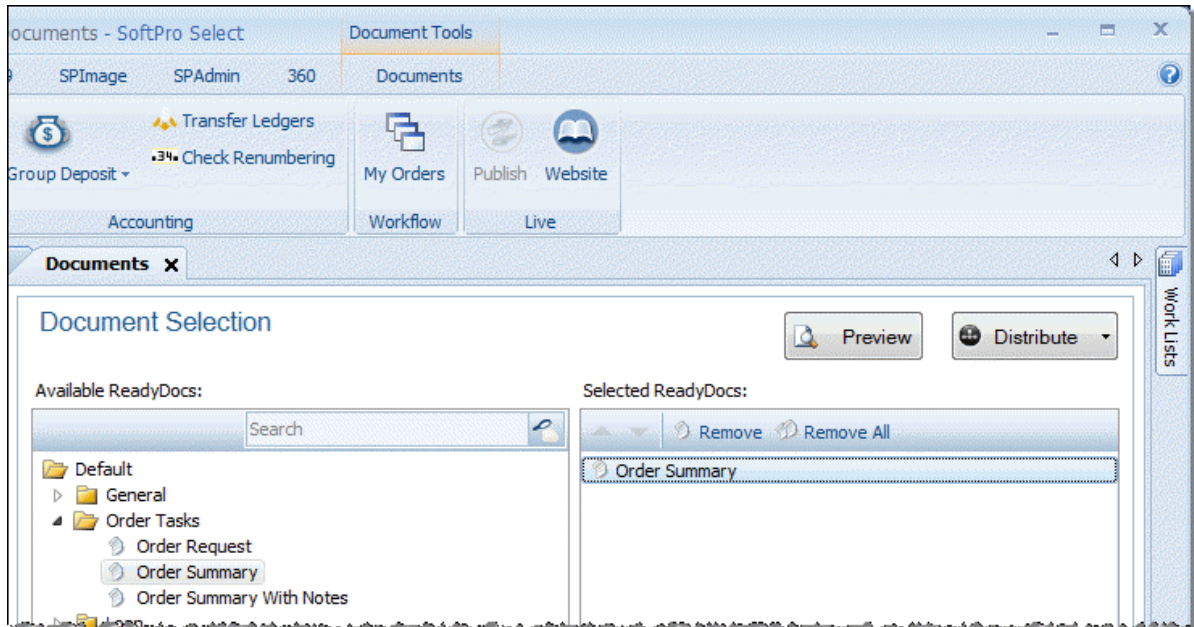 ocuments - SoftPro Select
Document Tools
9 SPImage SPAdmin 360 Documents
Transfer Ledgers
.34. Check Renumbering
Group Deposit
My Orders
Publish
Website
Accounting
Workflow
Live
Documents
Work Lists
Document Selection
Preview
Distribute
Available ReadyDocs:
Selected ReadyDocs:
Search
Remove
Remove All
Default
Order Summary
General
Order Tasks
Order Request
Order Summary
Order Summary With Notes